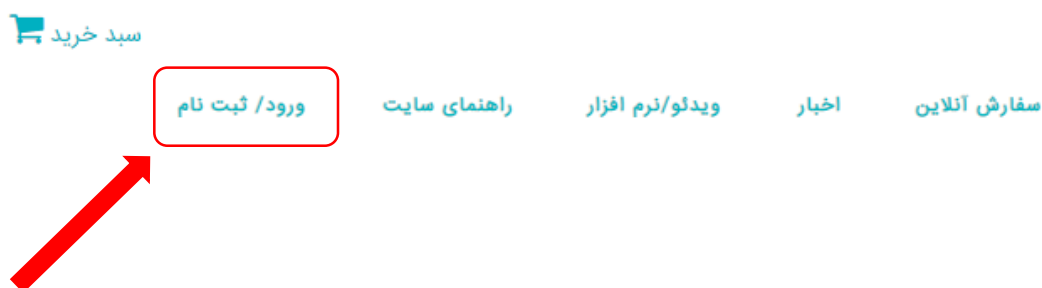 سبد خرید
سفارش آنلاین اخبار ویدئو/نرم افزار راهنمای سایت ورود/ ثبت نام